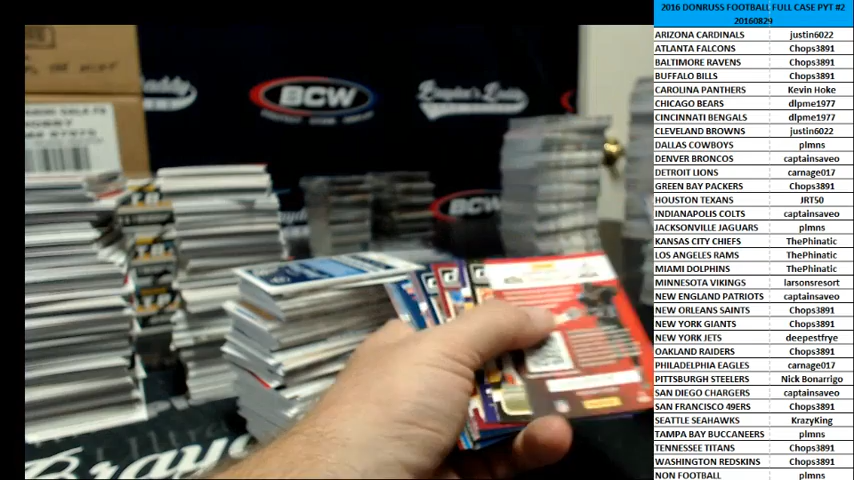 2016 DONRUSS FOOTBALL FULL CASE PYT #2
20160829
ARIZONA CARDINALS justin6022
ATLANTA FALCONS Chops3891
BALTIMORE RAVENS Chops3891
BUFFALO BILLS Chops3891
CAROLINA PANTHERS Kevin Hoke
CHICAGO BEARS dlpme1977
CINCINNATI BENGALS dlpme1977
CLEVELAND BROWNS justin6022
DALLAS COWBOYS plmns
DENVER BRONCOS captainsaveo
DETROIT LIONS carnage017
GREEN BAY PACKERS Chops3891
HOUSTON TEXANS JRT50
INDIANAPOLIS COLTS captainsaveo
JACKSONVILLE JAGUARS plmns
KANSAS CITY CHIEFS ThePhinatic
LOS ANGELES RAMS ThePhinatic
MIAMI DOLPHINS ThePhinatic
MINNESOTA VIKINGS larsonsresort
NEW ENGLAND PATRIOTS captainsaveo
NEW ORLEANS SAINTS Chops3891
NEW YORK GIANTS Chops3891
NEW YORK JETS deepestfrye
OAKLAND RAIDERS Chops3891
PHILADELPHIA EAGLES carnage017
PITTSBURGH STEELERS Nick Bonarrigo
SAN DIEGO CHARGERS captainsaveo
SAN FRANCISCO 49ERS Chops3891
SEATTLE SEAHAWKS KrazyKing
TAMPA BAY BUCCANEERS plmns
TENNESSEE TITANS Chops3891
WASHINGTON REDSKINS Chops3891
NON FOOTBALL plmns
BCW
BCW